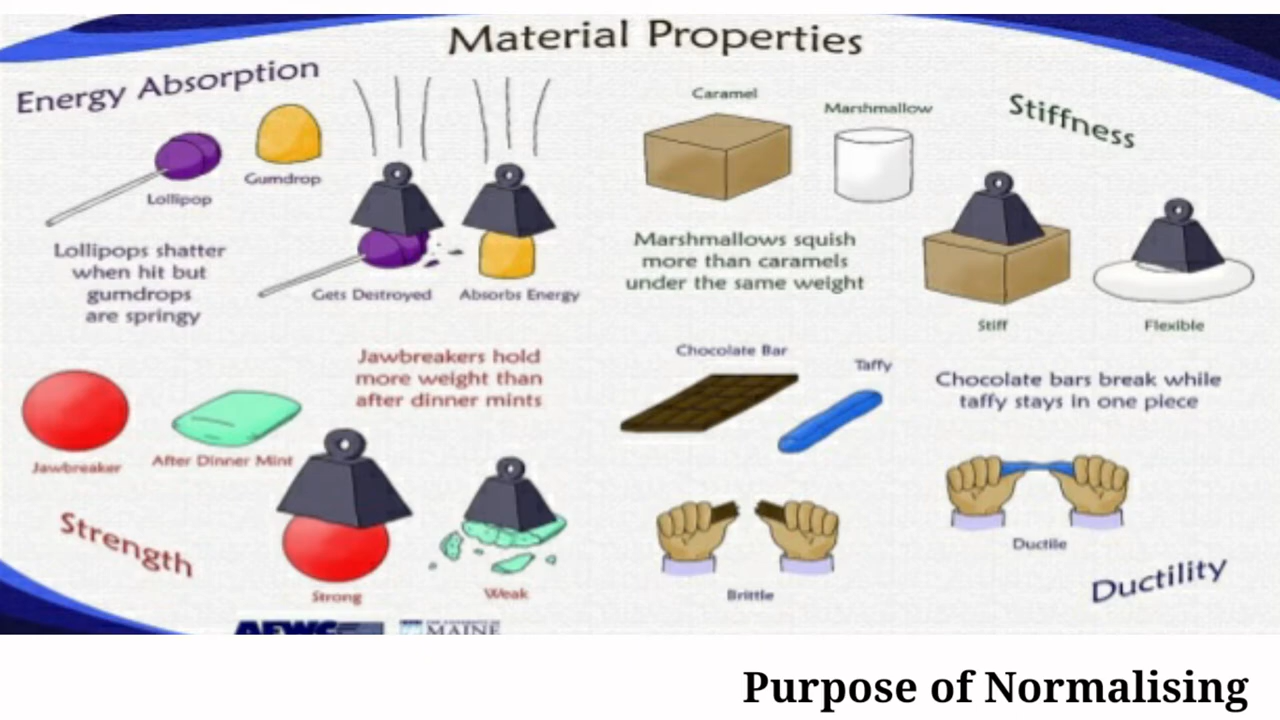 Material Properties
Energy Absorption
Lollipop
Gumdrop
Lollipops shatter
when hit but
gumdrops
are springy
Gets Destroyed
Absorbs Energy
Caramel
Marshmallow
Stiffness
Marshmallows squish
more than caramels
under the same weight
Stiff
Flexible
Jawbreaker
After Dinner Mint
Jawbreakers hold
more weight than
after dinner mints
Strength
Strong
Weak
Chocolate Bar
Taffy
Chocolate bars break while
taffy stays in one piece
Brittle
Ductile
Ductility
MAINE
Purpose of Normalising